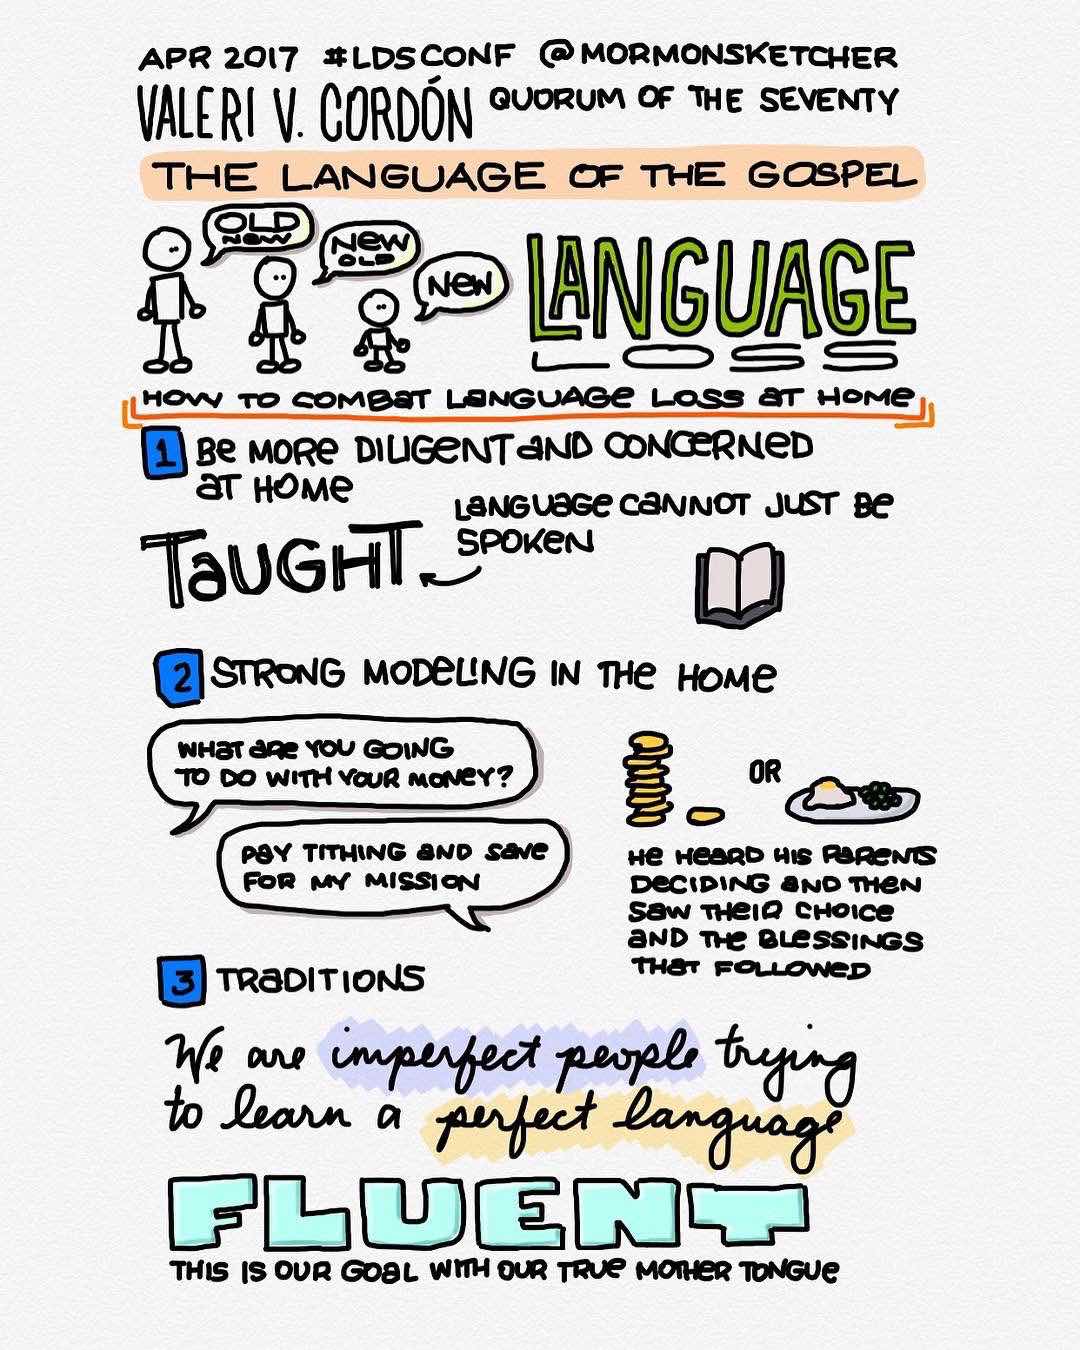 APR 2017 #LDSCONF @MORMONSKETCHER
VALERI V. CORDÓN QUORUM OF THE SEVENTY
THE LANGUAGE OF THE GOSPEL
OLD
NEW
NEW
OLD
NEW
LANGUAGE
HOW TO COMBAT LANGUAGE LOSS AT HOME
1 BE MORE DILIGENT AND CONCERNED
AT HOME
LANGUAGE CANNOT JUST BE
SPOKEN
TAUGHT
2 STRONG MODELING IN THE HOME
WHAT ARE YOU GOING
TO DO WITH YOUR MONEY?
PAY TITHING AND SAVE
FOR MY MISSION
OR
HE HEARD HIS PARENTS
DECIDING AND THEN
SAW THEIR CHOICE
AND THE BLESSINGS
THAT FOLLOWED
3 TRADITIONS
We are imperfect people trying
to learn a perfect language
FLUENT
THIS IS OUR GOAL WITH OUR TRUE MOTHER TONGUE